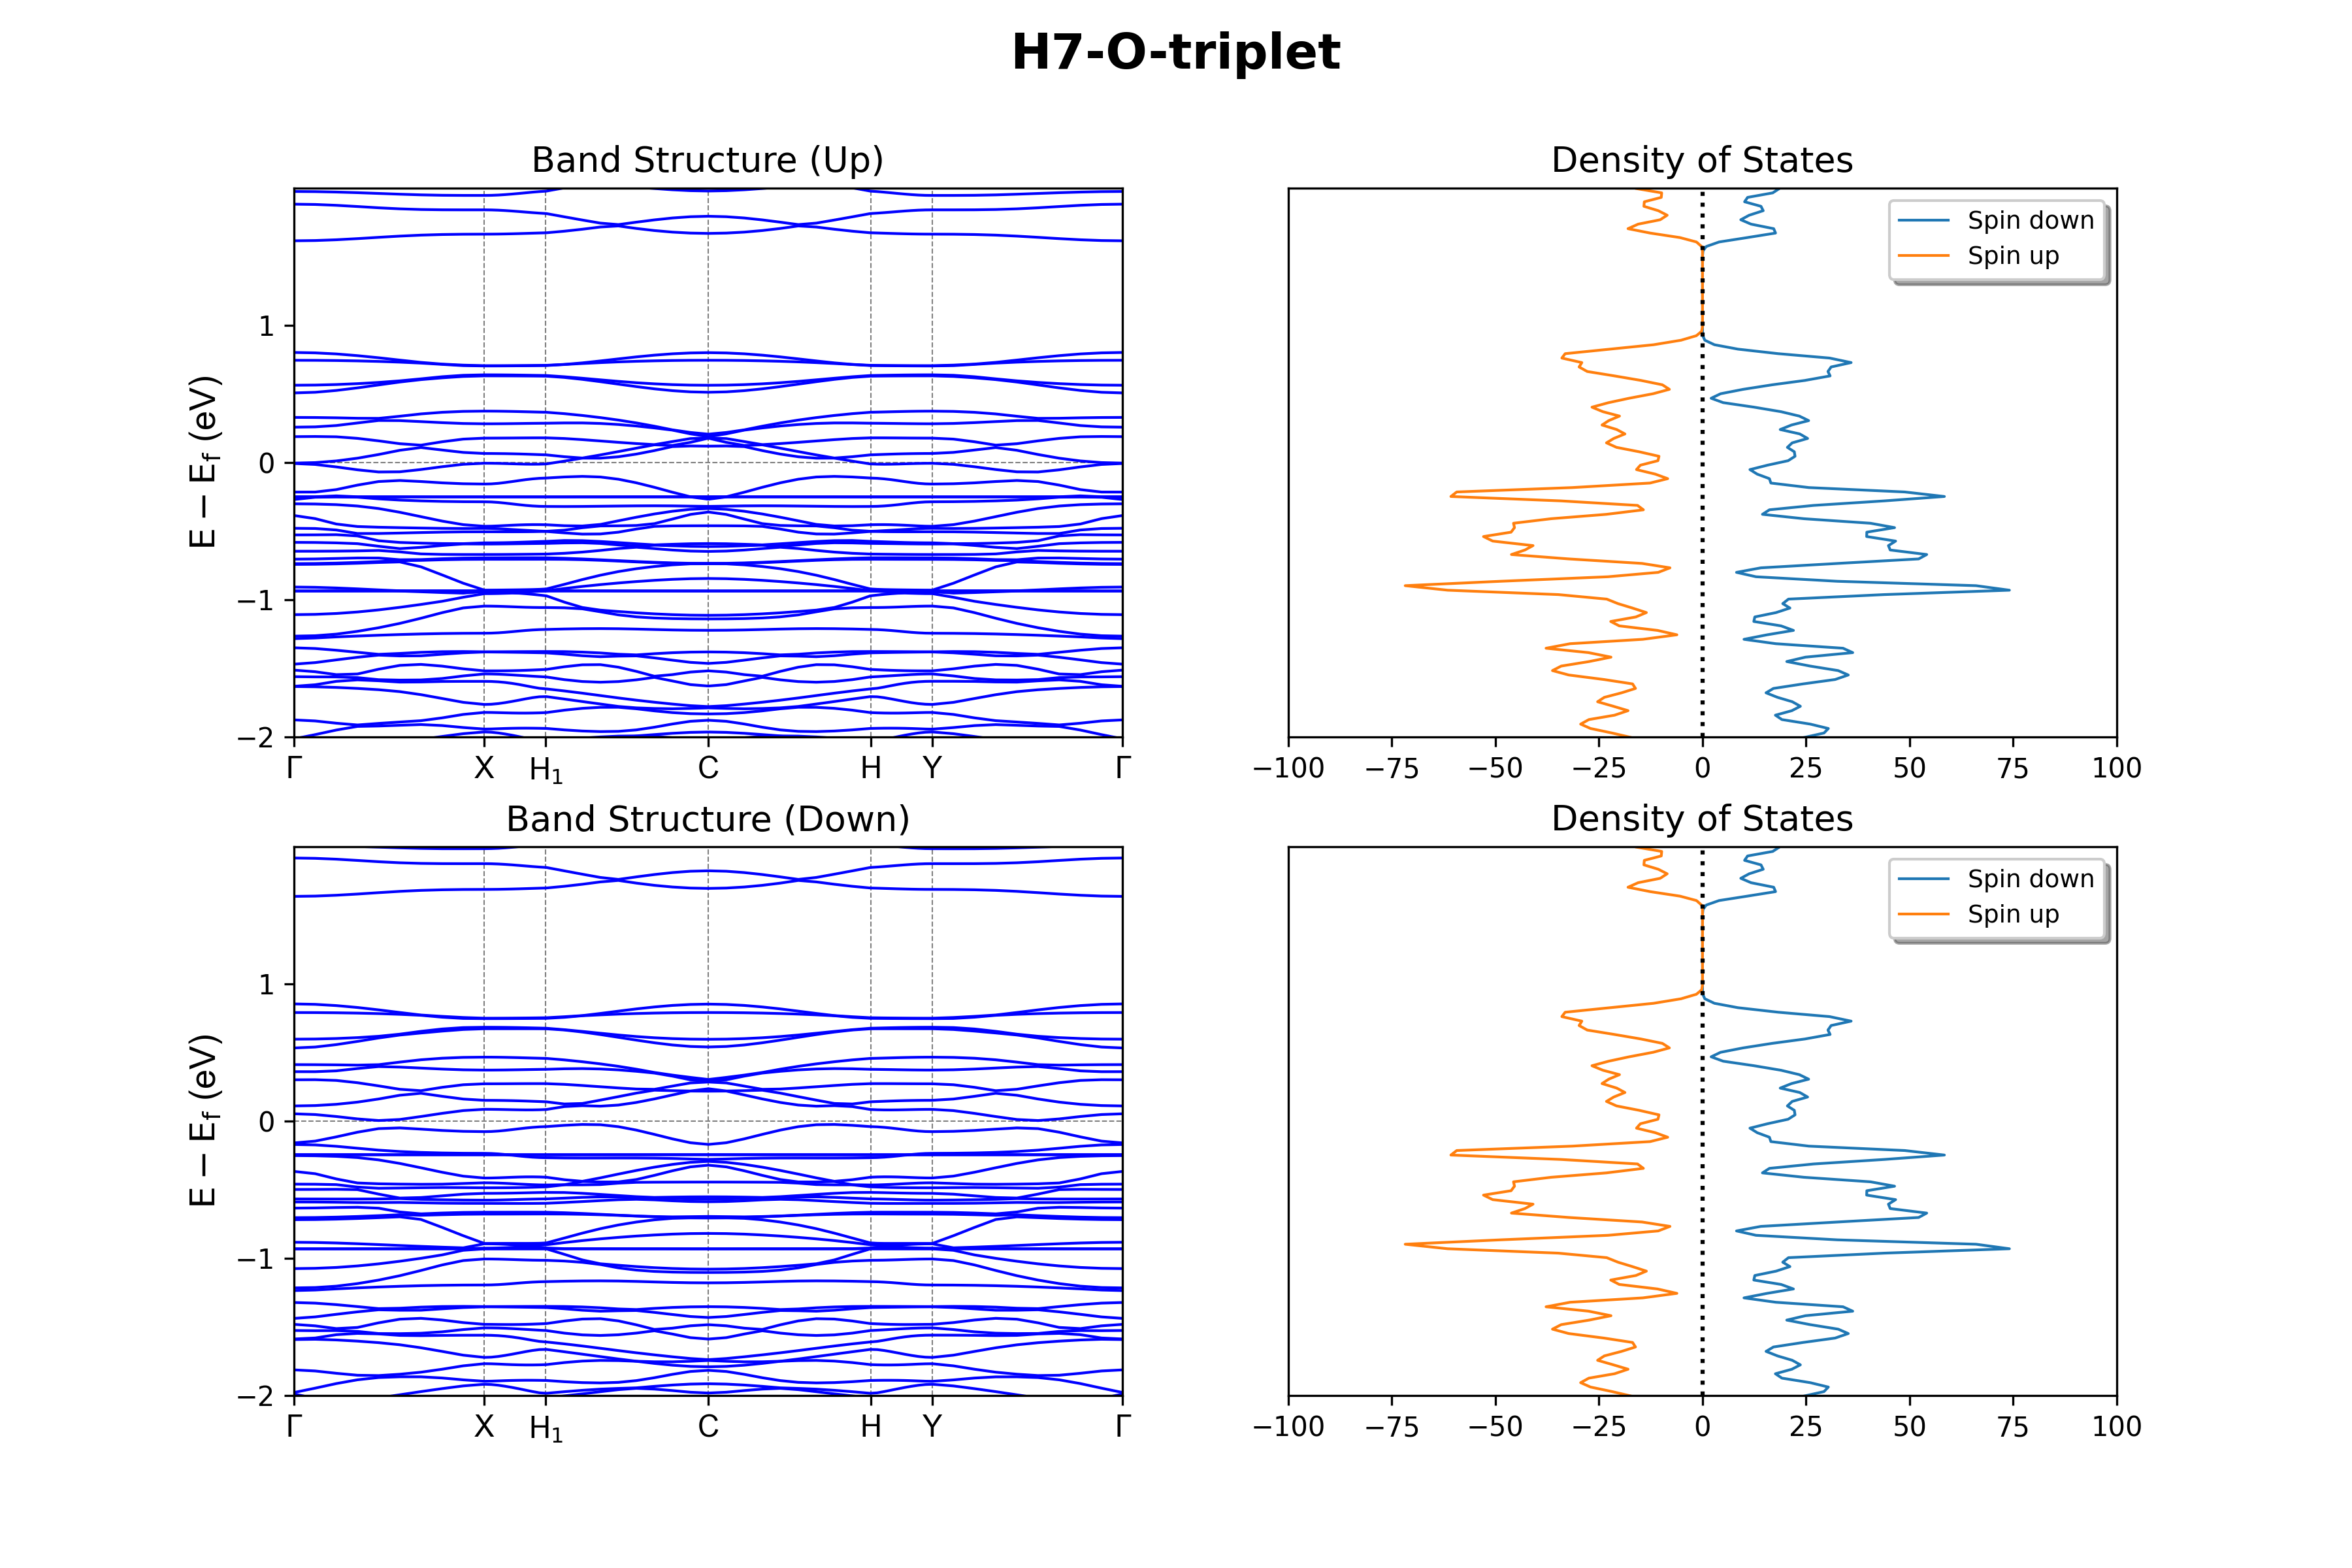 H7-O-triplet
Band Structure (Up)
Density of States
Spin down
Spin up
E − E_f (eV)
1
0
−1
−2
Γ X H₁ C H Y Γ
−100 −75 −50 −25 0 25 50 75 100
Band Structure (Down)
Density of States
Spin down
Spin up
E − E_f (eV)
1
0
−1
−2
Γ X H₁ C H Y Γ
−100 −75 −50 −25 0 25 50 75 100